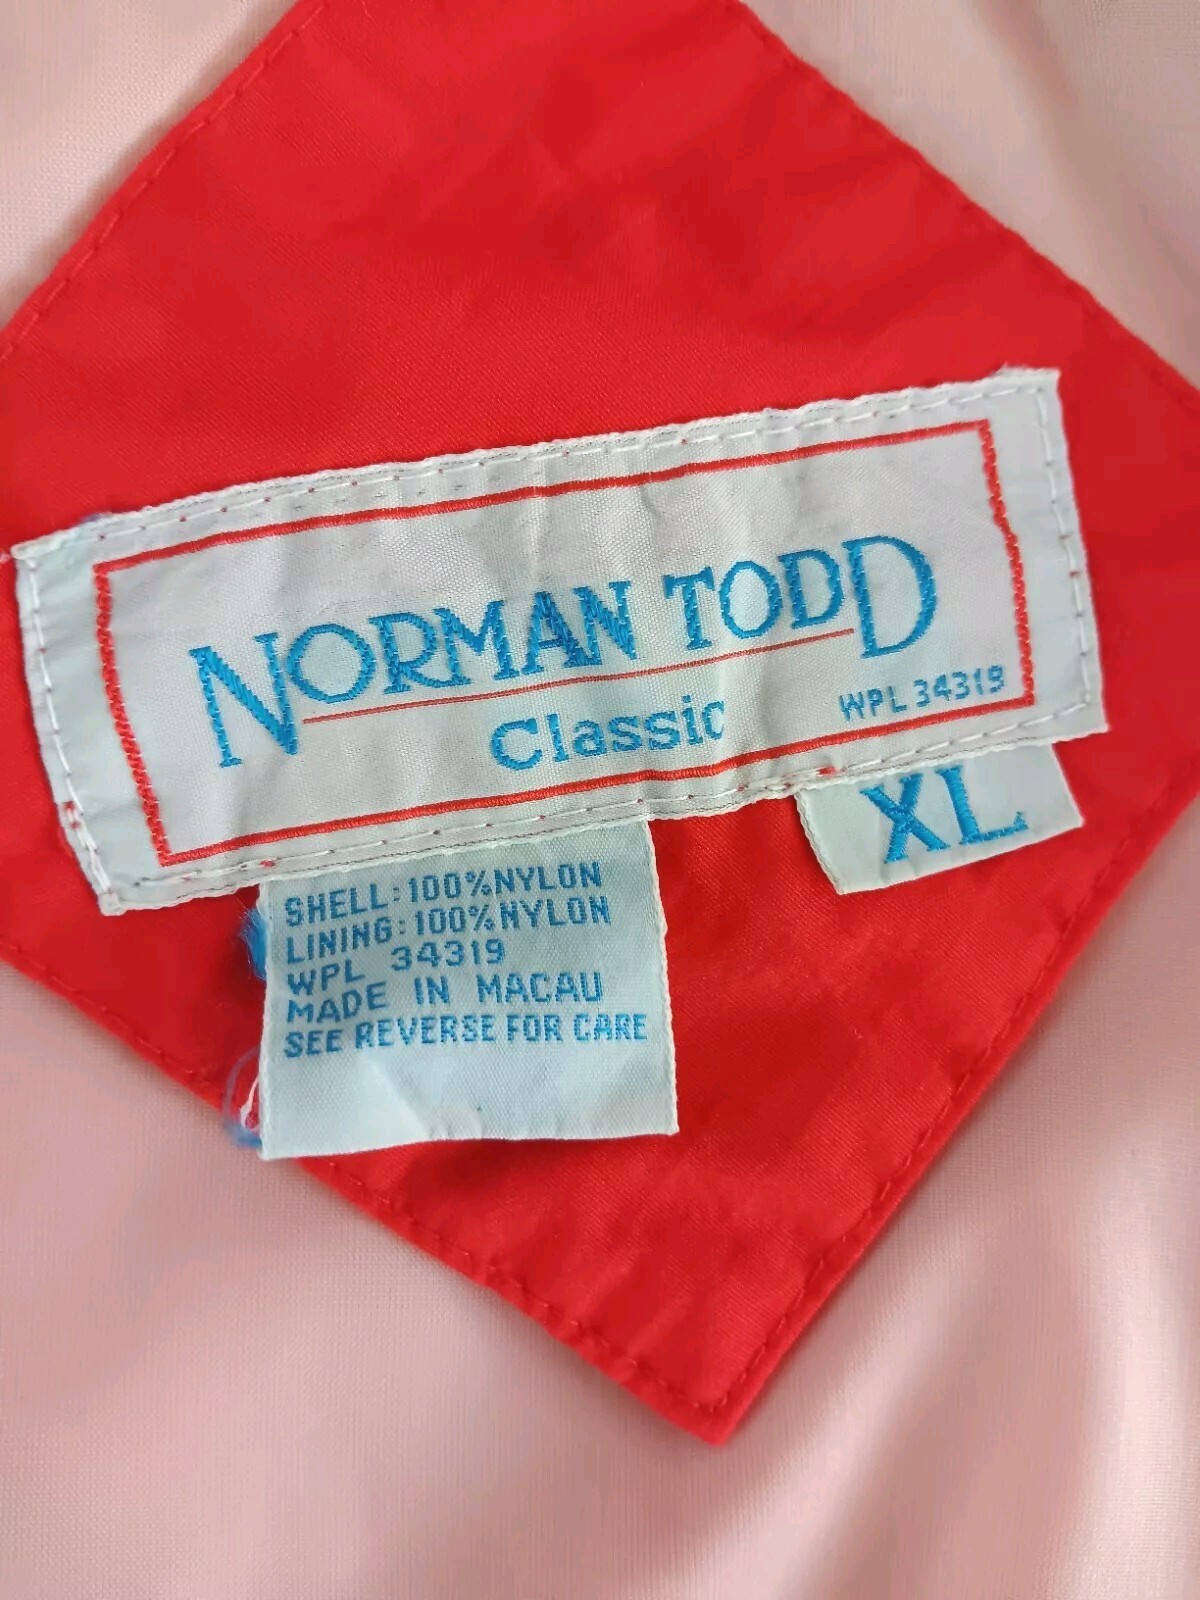 NORMAN TODD
Classic
WPL 34319
XL
SHELL: 100% NYLON
LINING: 100% NYLON
WPL 34319
MADE IN MACAU
SEE REVERSE FOR CARE